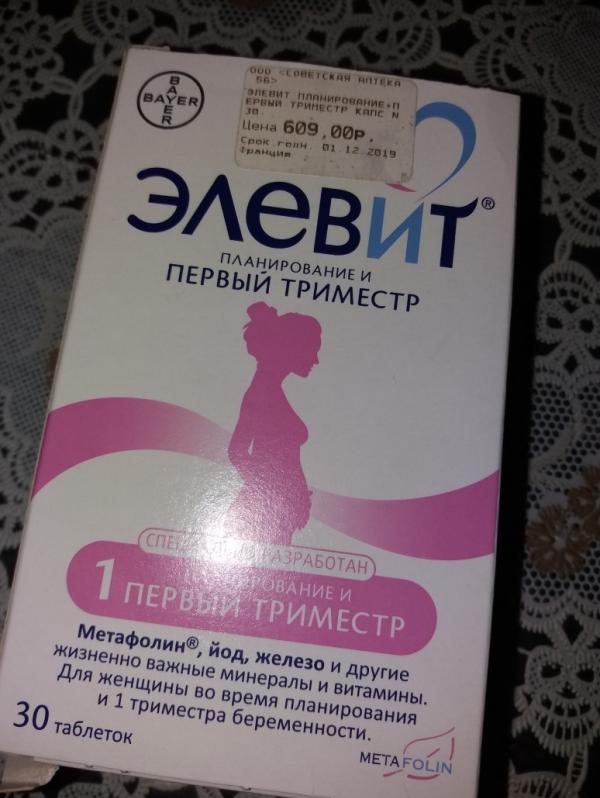 BAYER
BAYER
ООО <СОВЕТСКАЯ АПТЕКА
56>
ЭЛЕВИТ ПЛАНИРОВАНИЕ+П
ЕРВЫЙ ТРИМЕСТР КАПС N
30
Цена 609,00р.
Срок годн. 01.12.2019
Франция
ЭЛЕВИТ®
ПЛАНИРОВАНИЕ И
ПЕРВЫЙ ТРИМЕСТР
РАЗРАБОТАН
И
1 ПЕРВЫЙ ТРИМЕСТР
Метафолин®, йод, железо и другие
жизненно важные минералы и витамины.
Для женщины во время планирования
и 1 триместра беременности.
30 таблеток
METAFOLIN